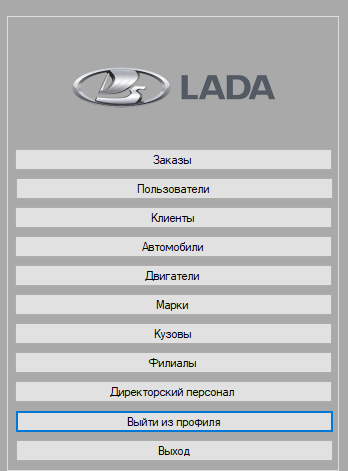 LADA
Заказы
Пользователи
Клиенты
Автомобили
Двигатели
Марки
Кузовы
Филиалы
Директорский персонал
Выйти из профиля
Выход